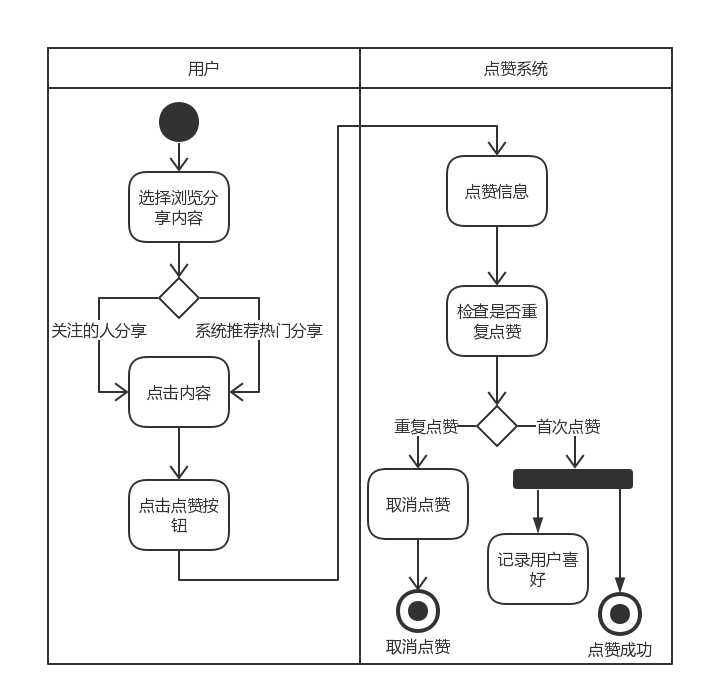 用户
点赞系统
选择浏览分
享内容
关注的人分享
系统推荐热门分享
点击内容
点击点赞按
钮
点赞信息
检查是否重
复点赞
重复点赞
首次点赞
取消点赞
记录用户喜
好
取消点赞
点赞成功